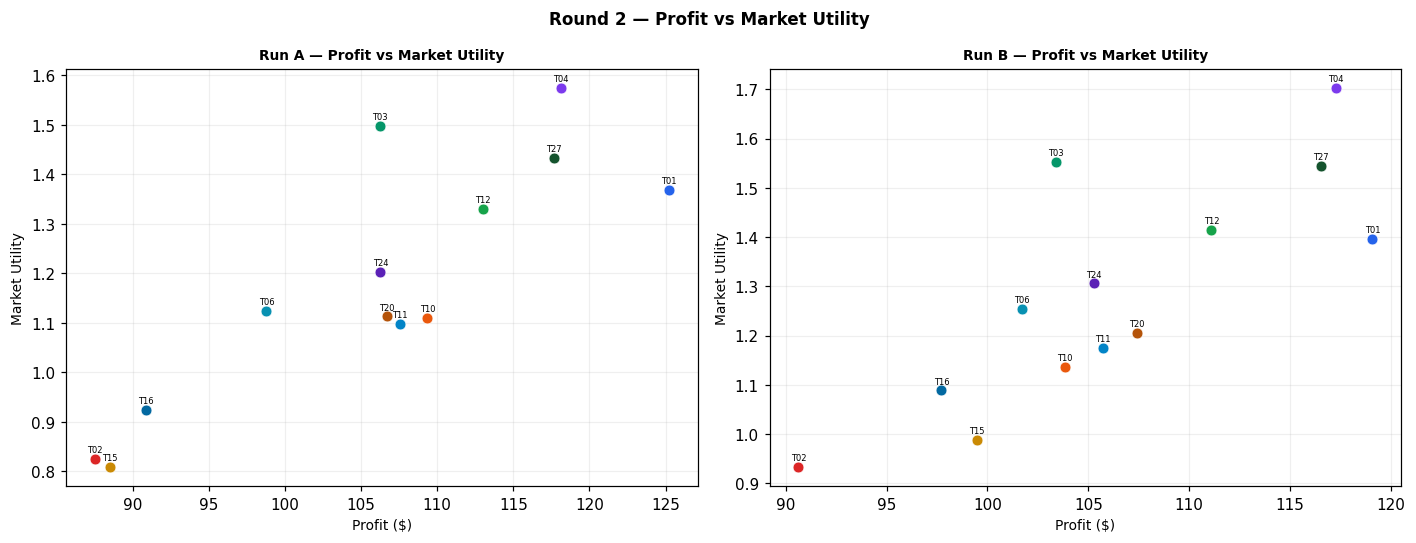 Round 2 — Profit vs Market Utility
Run A — Profit vs Market Utility
Market Utility
1.6
1.5
1.4
1.3
1.2
1.1
1.0
0.9
0.8
T04
T03
T27
T01
T12
T24
T06
T20
T11
T10
T16
T02
T15
90
95
100
105
110
115
120
125
Profit ($)
Run B — Profit vs Market Utility
Market Utility
1.7
1.6
1.5
1.4
1.3
1.2
1.1
1.0
0.9
T04
T03
T27
T12
T01
T24
T06
T20
T11
T10
T16
T15
T02
90
95
100
105
110
115
120
Profit ($)